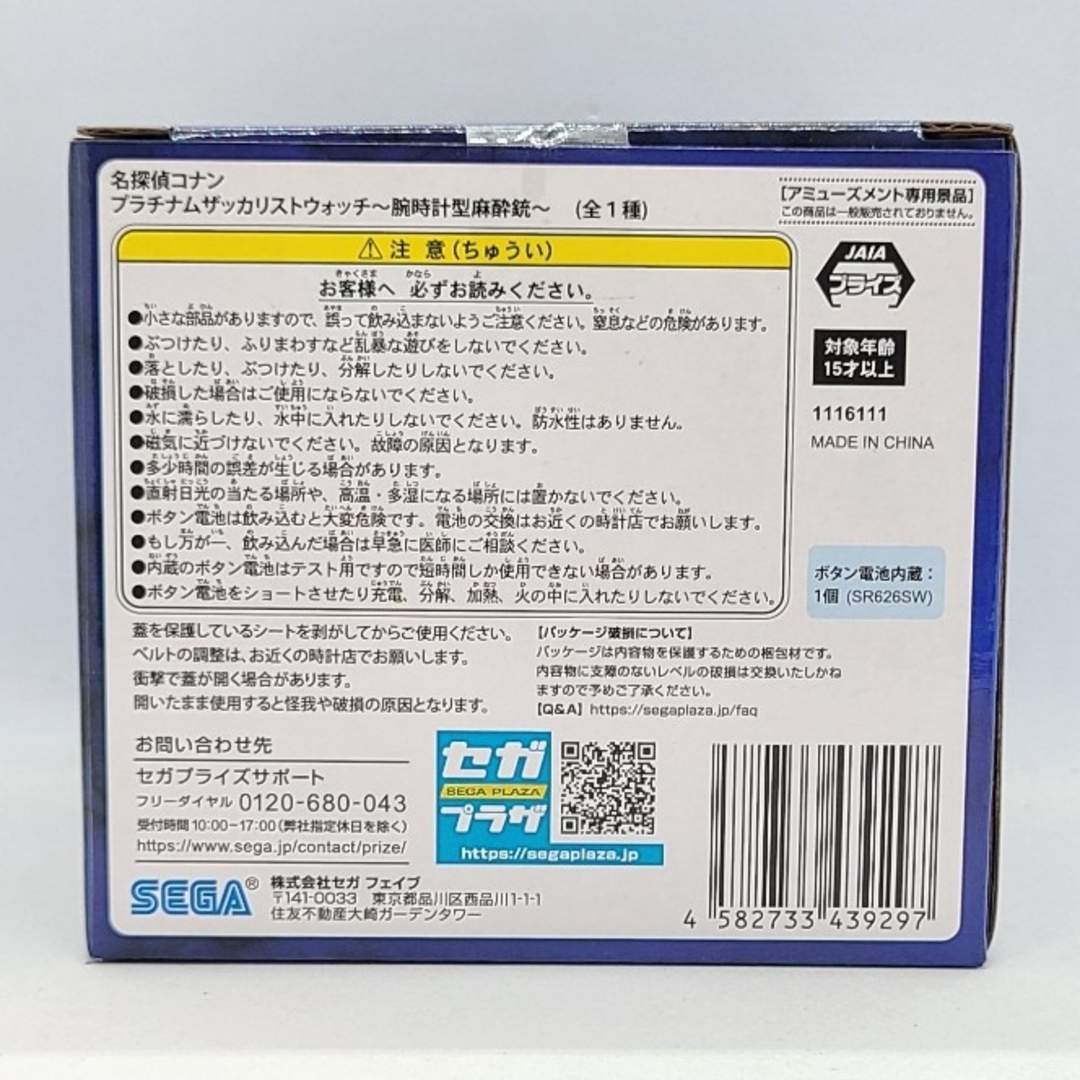 名探偵コナン
プラチナムザッカリストウォッチ〜腕時計型麻酔銃〜 (全1種)
[アミューズメント専用景品]
この商品は一般販売されておりません。
⚠注 意(ちゅうい)
お客様へ 必ずお読みください。
●小さな部品がありますので、誤って飲み込まないようご注意ください。窒息などの危険があります。
●ぶつけたり、ふりまわすなど乱暴な遊びをしないでください。
●落としたり、ぶつけたり、分解したりしないでください。
●破損した場合はご使用にならないでください。
●水に濡らしたり、水中に入れたりしないでください。防水性はありません。
●磁気に近づけないでください。故障の原因となります。
●多少時間の誤差が生じる場合があります。
●直射日光の当たる場所や、高温・多湿になる場所には置かないでください。
●ボタン電池は飲み込むと大変危険です。電池の交換はお近くの時計店でお願いします。
●もし万が一、飲み込んだ場合は早急に医師にご相談ください。
●内蔵のボタン電池はテスト用ですので短時間しか使用できない場合があります。
●ボタン電池をショートさせたり充電、分解、加熱、火の中に入れたりしないでください。
JAIA
プライズ
対象年齢
15才以上
1116111
MADE IN CHINA
ボタン電池内蔵：
1個 (SR626SW)
蓋を保護しているシートを剥がしてからご使用ください。
ベルトの調整は、お近くの時計店でお願いします。
衝撃で蓋が開く場合があります。
開いたまま使用すると怪我や破損の原因となります。
【パッケージ破損について】
パッケージは内容物を保護するための梱包材です。
内容物に支障のないレベルの破損は交換いたしかね
ますので予めご了承ください。
【Q&A】https://segaplaza.jp/faq
お問い合わせ先
セガプライズサポート
フリーダイヤル 0120-680-043
受付時間 10:00-17:00(弊社指定休日を除く)
https://www.sega.jp/contact/prize/
セガ
SEGA PLAZA
プラザ
https://segaplaza.jp
SEGA®
株式会社セガ フェイブ
〒141-0033 東京都品川区西品川1-1-1
住友不動産大崎ガーデンタワー
4 582733 439297